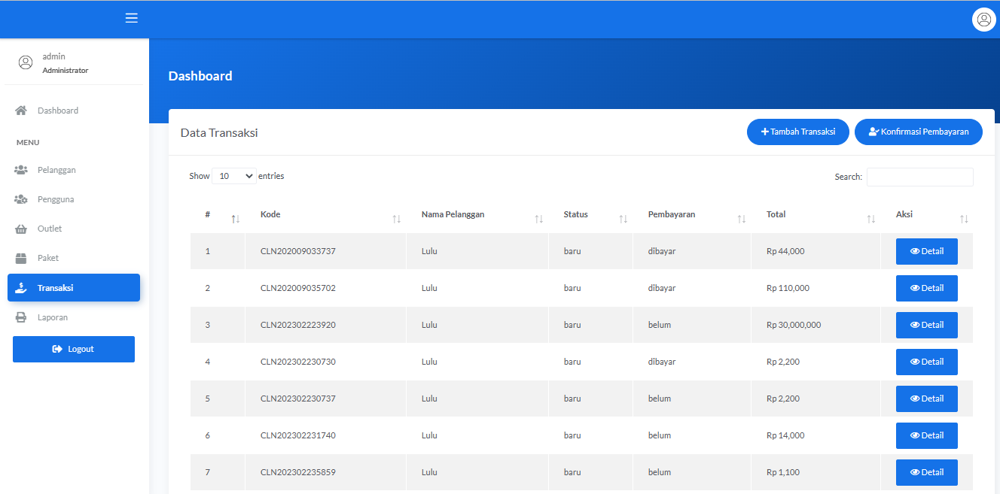 admin
Administrator
Dashboard
MENU
Pelanggan
Pengguna
Outlet
Paket
Transaksi
Laporan
Logout
Dashboard
Data Transaksi
Tambah Transaksi
Konfirmasi Pembayaran
Show 10 entries
Search:
# Kode Nama Pelanggan Status Pembayaran Total Aksi
1 CLN202009033737 Lulu baru dibayar Rp 44,000 Detail
2 CLN202009035702 Lulu baru dibayar Rp 110,000 Detail
3 CLN202302223920 Lulu baru belum Rp 30,000,000 Detail
4 CLN202302230730 Lulu baru dibayar Rp 2,200 Detail
5 CLN202302230737 Lulu baru belum Rp 2,200 Detail
6 CLN202302231740 Lulu baru belum Rp 14,000 Detail
7 CLN202302235859 Lulu baru belum Rp 1,100 Detail